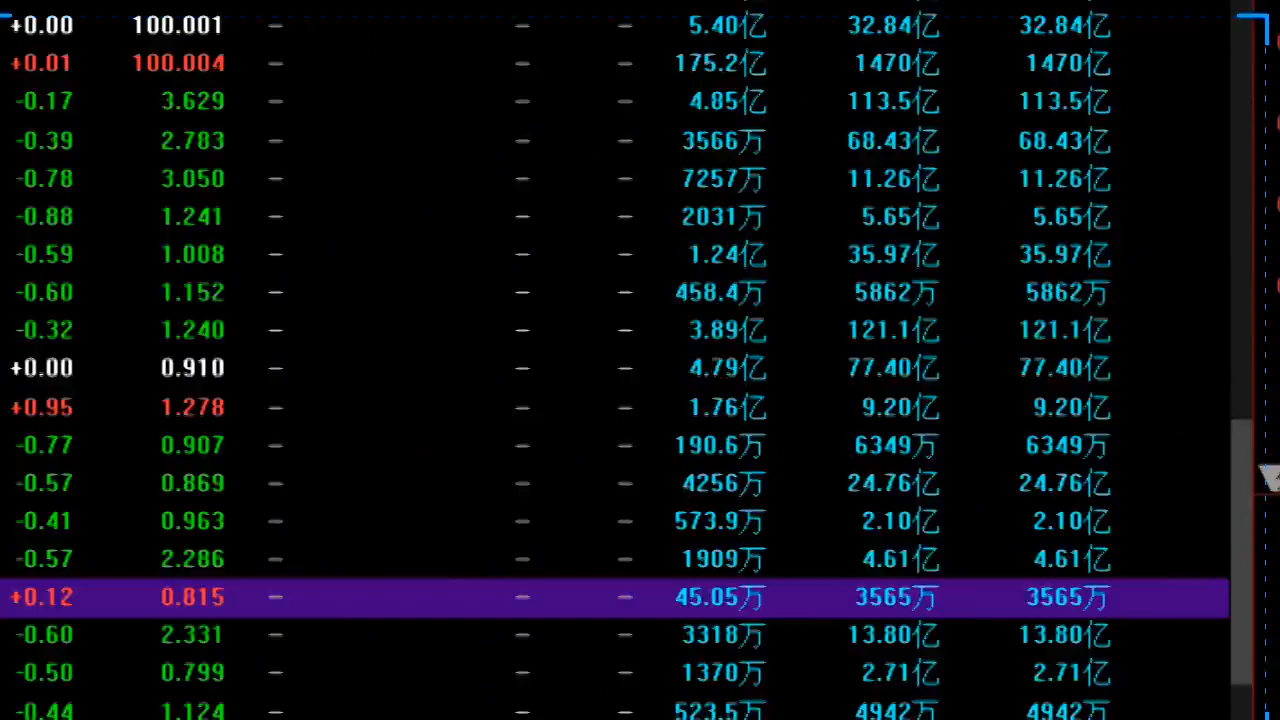 +0.00 100.001 — — — 5.40亿 32.84亿 32.84亿
+0.01 100.004 — — — 175.2亿 1470亿 1470亿
-0.17 3.629 — — — 4.85亿 113.5亿 113.5亿
-0.39 2.783 — — — 3566万 68.43亿 68.43亿
-0.78 3.050 — — — 7257万 11.26亿 11.26亿
-0.88 1.241 — — — 2031万 5.65亿 5.65亿
-0.59 1.008 — — — 1.24亿 35.97亿 35.97亿
-0.60 1.152 — — — 458.4万 5862万 5862万
-0.32 1.240 — — — 3.89亿 121.1亿 121.1亿
+0.00 0.910 — — — 4.79亿 77.40亿 77.40亿
+0.95 1.278 — — — 1.76亿 9.20亿 9.20亿
-0.77 0.907 — — — 190.6万 6349万 6349万
-0.57 0.869 — — — 4256万 24.76亿 24.76亿
-0.41 0.963 — — — 573.9万 2.10亿 2.10亿
-0.57 2.286 — — — 1909万 4.61亿 4.61亿
+0.12 0.815 — — — 45.05万 3565万 3565万
-0.60 2.331 — — — 3318万 13.80亿 13.80亿
-0.50 0.799 — — — 1370万 2.71亿 2.71亿
-0.44 1.124 — — — 523.5万 4942万 4942万